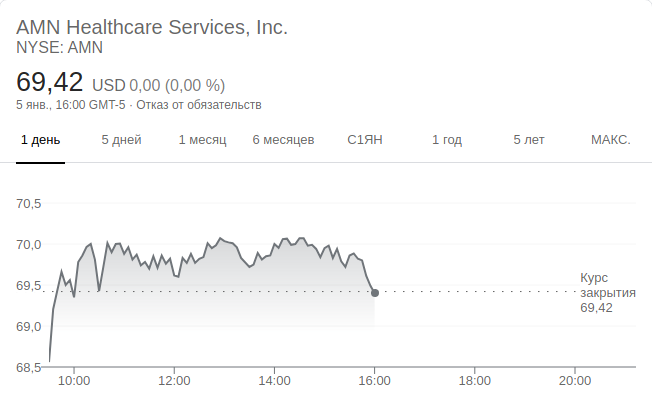 AMN Healthcare Services, Inc.
NYSE: AMN
69,42 USD 0,00 (0,00 %)
5 янв., 16:00 GMT-5 · Отказ от обязательств
1 день 5 дней 1 месяц 6 месяцев С1ЯН 1 год 5 лет МАКС.
70,5
70,0
69,5
Курс
закрытия
69,42
69,0
68,5
10:00 12:00 14:00 16:00 18:00 20:00